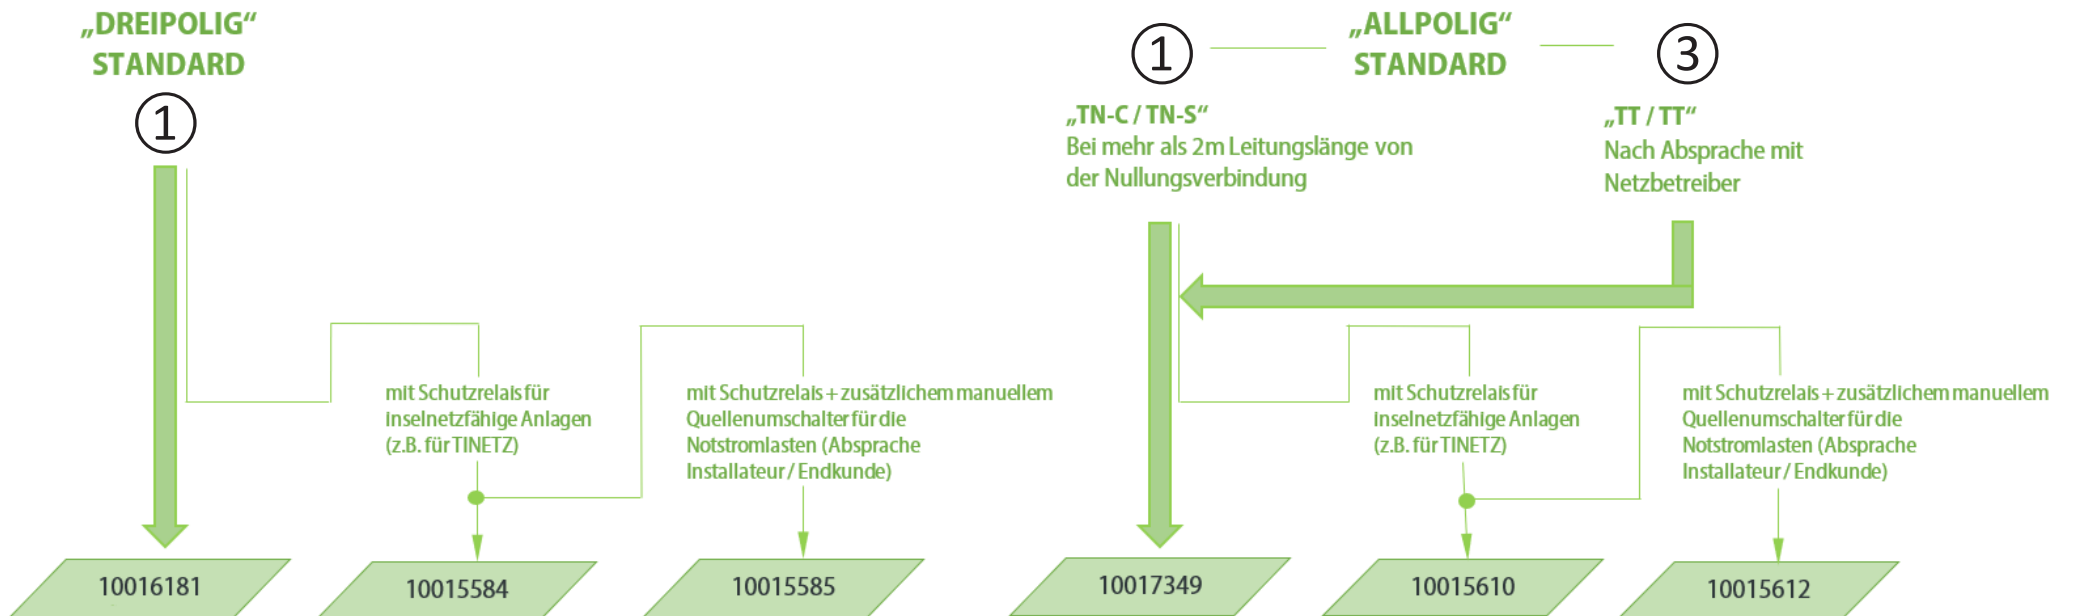 „DREIPOLIG“
STANDARD
①
„ALLPOLIG“
STANDARD
①
③
„TN-C / TN-S“
Bei mehr als 2m Leitungslänge von
der Nullungsverbindung
„TT / TT“
Nach Absprache mit
Netzbetreiber
mit Schutzrelais für
inselnetzfähige Anlagen
(z.B. für TINETZ)
mit Schutzrelais + zusätzlichem manuellem
Quellenumschalter für die
Notstromlasten (Absprache
Installateur / Endkunde)
mit Schutzrelais für
inselnetzfähige Anlagen
(z.B. für TINETZ)
mit Schutzrelais + zusätzlichem manuellem
Quellenumschalter für die
Notstromlasten (Absprache
Installateur / Endkunde)
10016181
10015584
10015585
10017349
10015610
10015612